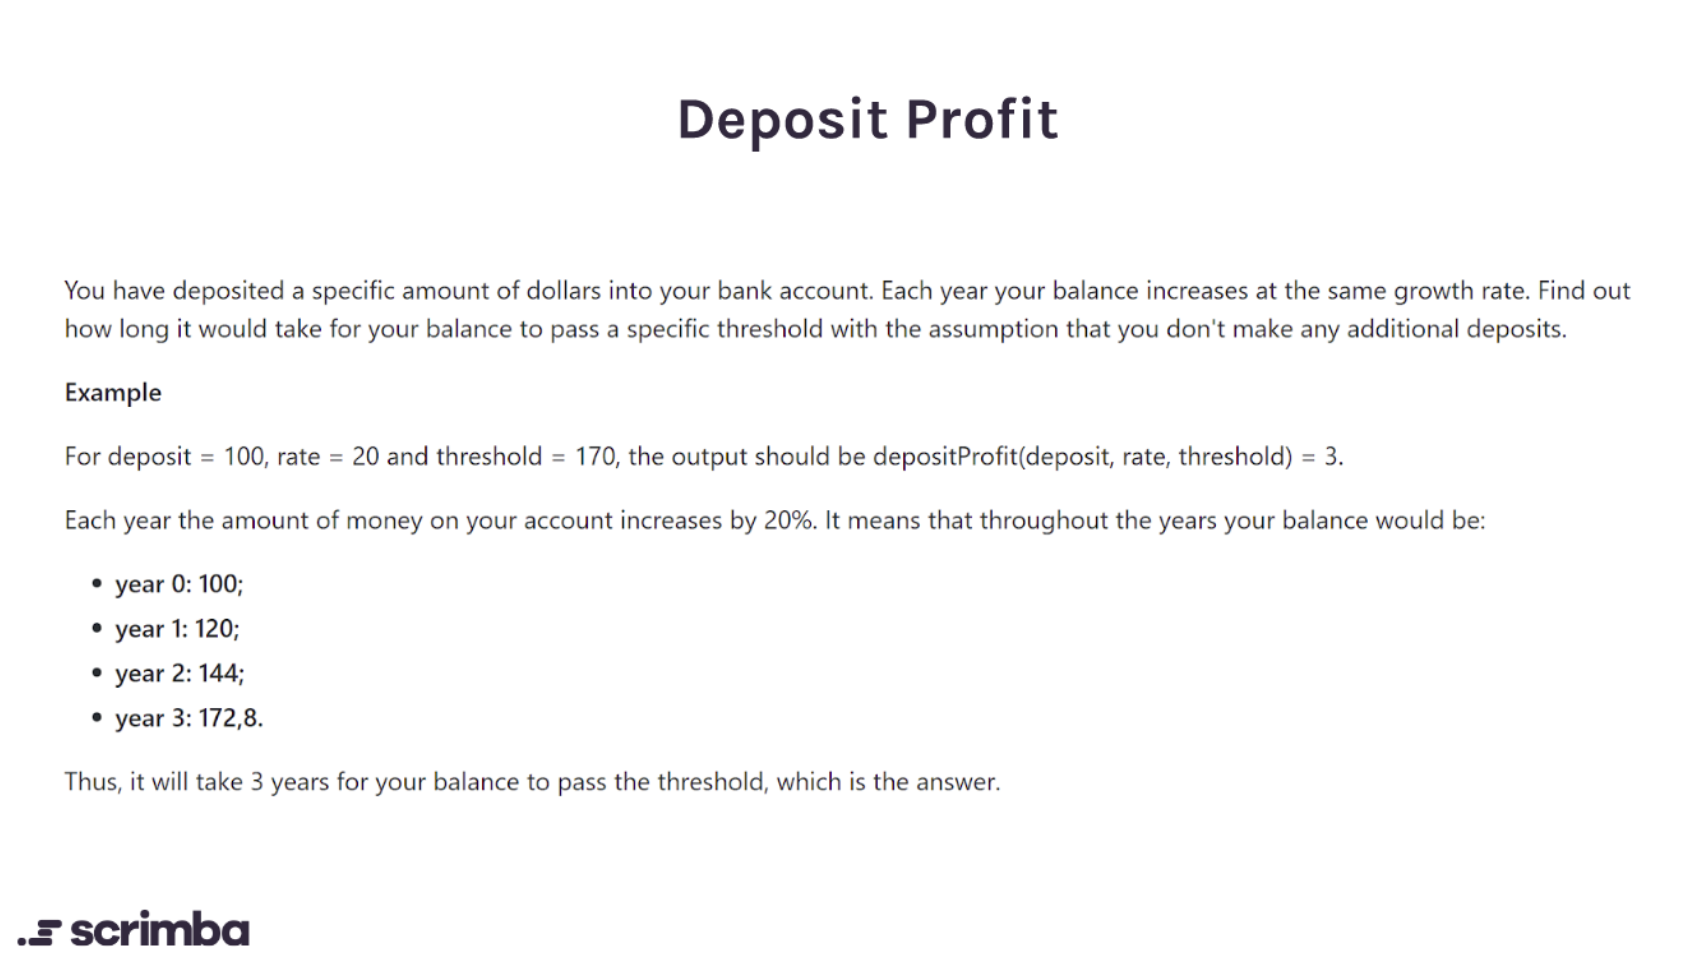 Deposit Profit
You have deposited a specific amount of dollars into your bank account. Each year your balance increases at the same growth rate. Find out
how long it would take for your balance to pass a specific threshold with the assumption that you don't make any additional deposits.
Example
For deposit = 100, rate = 20 and threshold = 170, the output should be depositProfit(deposit, rate, threshold) = 3.
Each year the amount of money on your account increases by 20%. It means that throughout the years your balance would be:
• year 0: 100;
• year 1: 120;
• year 2: 144;
• year 3: 172,8.
Thus, it will take 3 years for your balance to pass the threshold, which is the answer.
scrimba